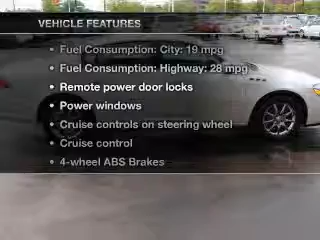 VEHICLE FEATURES
• Fuel Consumption: City: 19 mpg
• Fuel Consumption: Highway: 28 mpg
• Remote power door locks
• Power windows
• Cruise controls on steering wheel
• Cruise control
• 4-wheel ABS Brakes